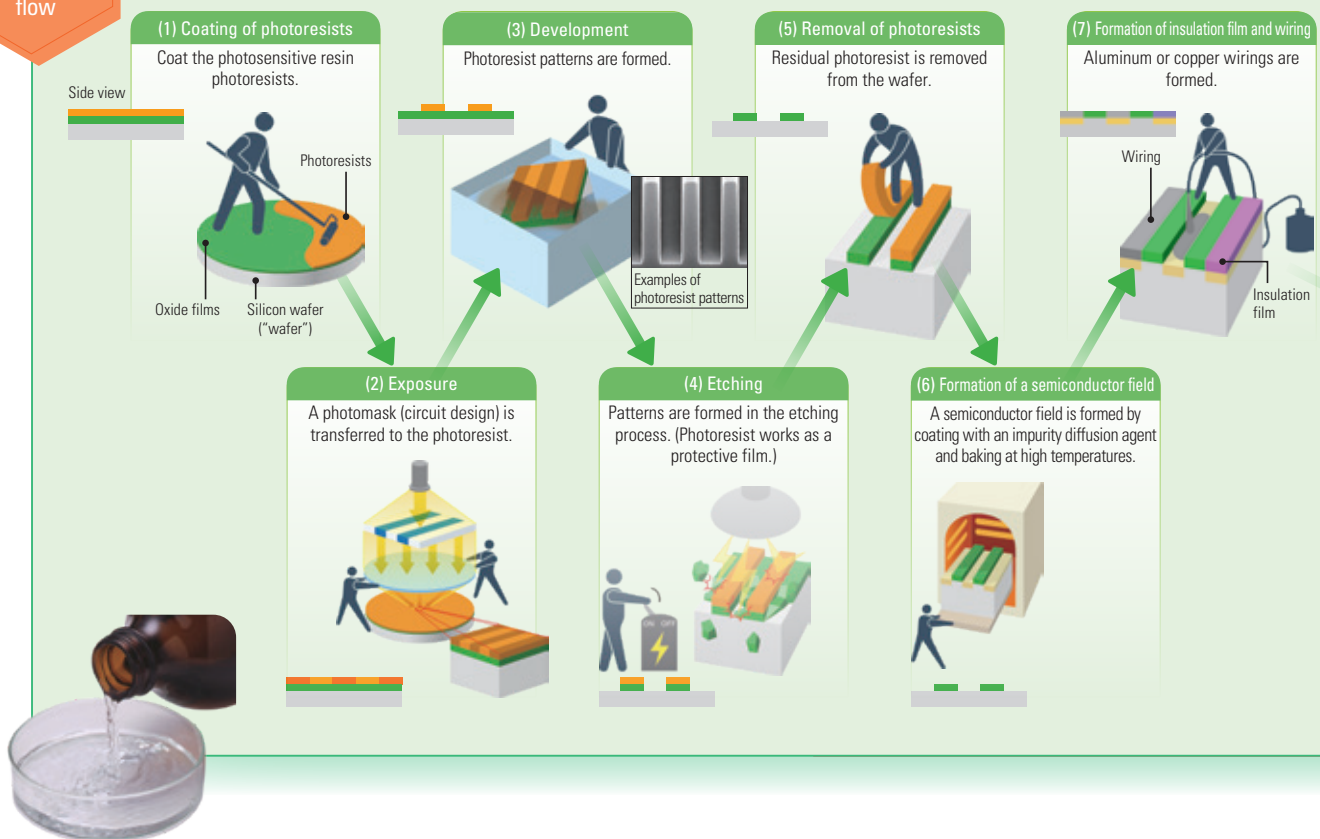 flow
(1) Coating of photoresists
Coat the photosensitive resin
photoresists.
Side view
Photoresists
Oxide films
Silicon wafer
("wafer")
(2) Exposure
A photomask (circuit design) is
transferred to the photoresist.
(3) Development
Photoresist patterns are formed.
Examples of
photoresist patterns
(4) Etching
Patterns are formed in the etching
process. (Photoresist works as a
protective film.)
ON OFF
(5) Removal of photoresists
Residual photoresist is removed
from the wafer.
(6) Formation of a semiconductor field
A semiconductor field is formed by
coating with an impurity diffusion agent
and baking at high temperatures.
(7) Formation of insulation film and wiring
Aluminum or copper wirings are
formed.
Wiring
Insulation
film